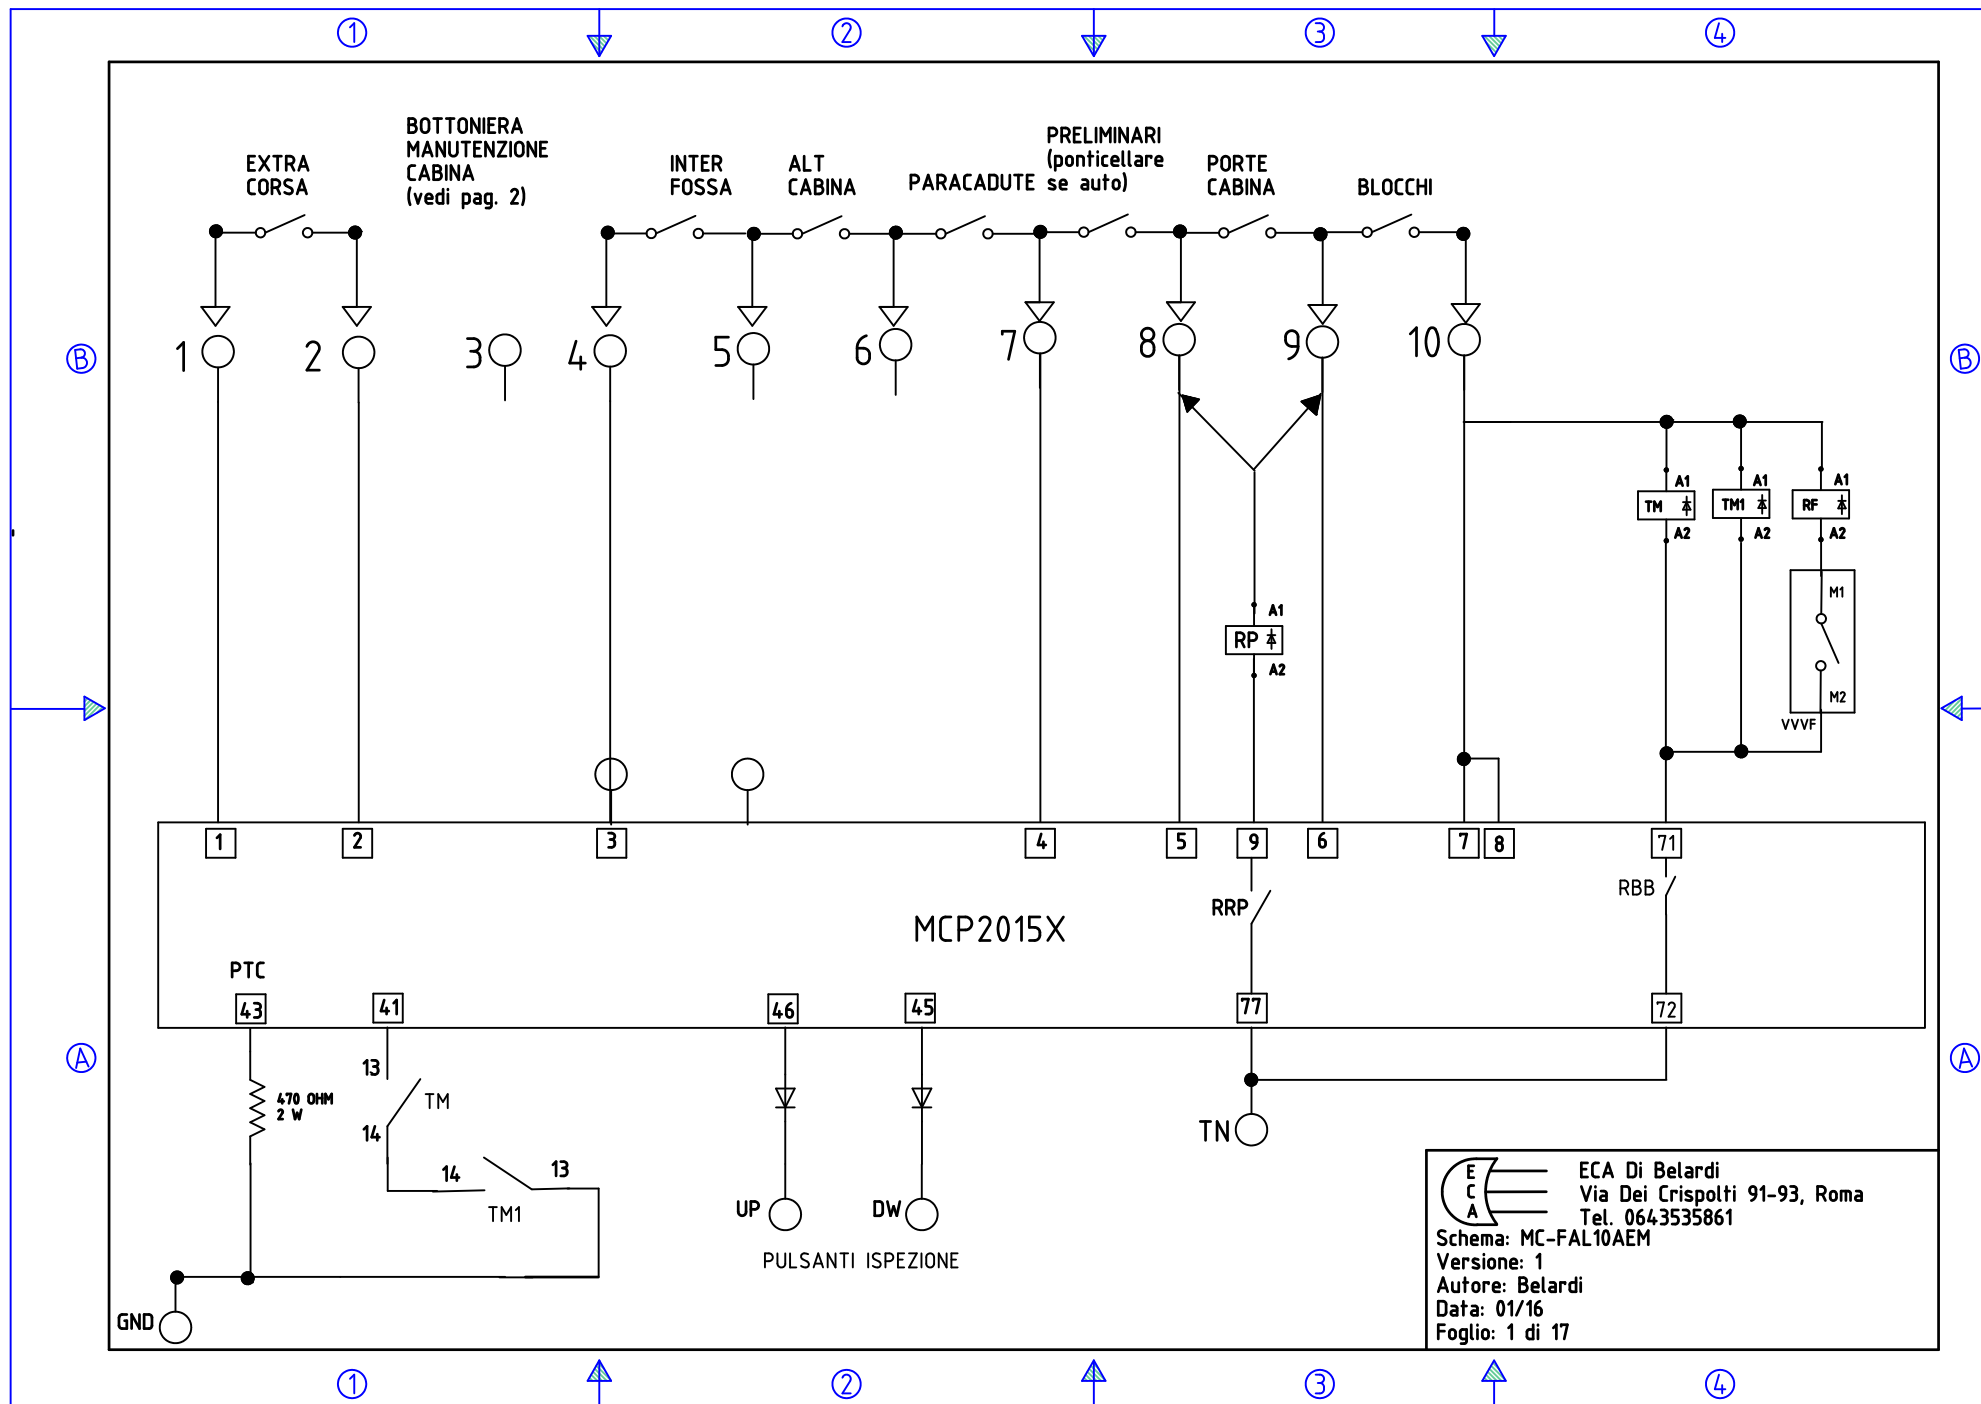 1
2
3
4
EXTRA
CORSA
BOTTONIERA
MANUTENZIONE
CABINA
(vedi pag. 2)
INTER
FOSSA
ALT
CABINA
PARACADUTE
PRELIMINARI
(ponticellare
se auto)
PORTE
CABINA
BLOCCHI
B
1
2
3
4
5
6
7
8
9
10
B
A1
A1
A1
TM
TM1
RF
A2
A2
A2
M1
M2
VVVF
A1
RP
A2
1
2
3
4
5
9
6
7
8
71
RRP
RBB
MCP2015X
PTC
43
41
46
45
77
72
A
A
13
TM
14
470 OHM
2 W
14
13
TM1
UP
DW
PULSANTI ISPEZIONE
TN
GND
E
C
A
ECA Di Belardi
Via Dei Crispolti 91-93, Roma
Tel. 0643535861
Schema: MC-FAL10AEM
Versione: 1
Autore: Belardi
Data: 01/16
Foglio: 1 di 17
1
2
3
4